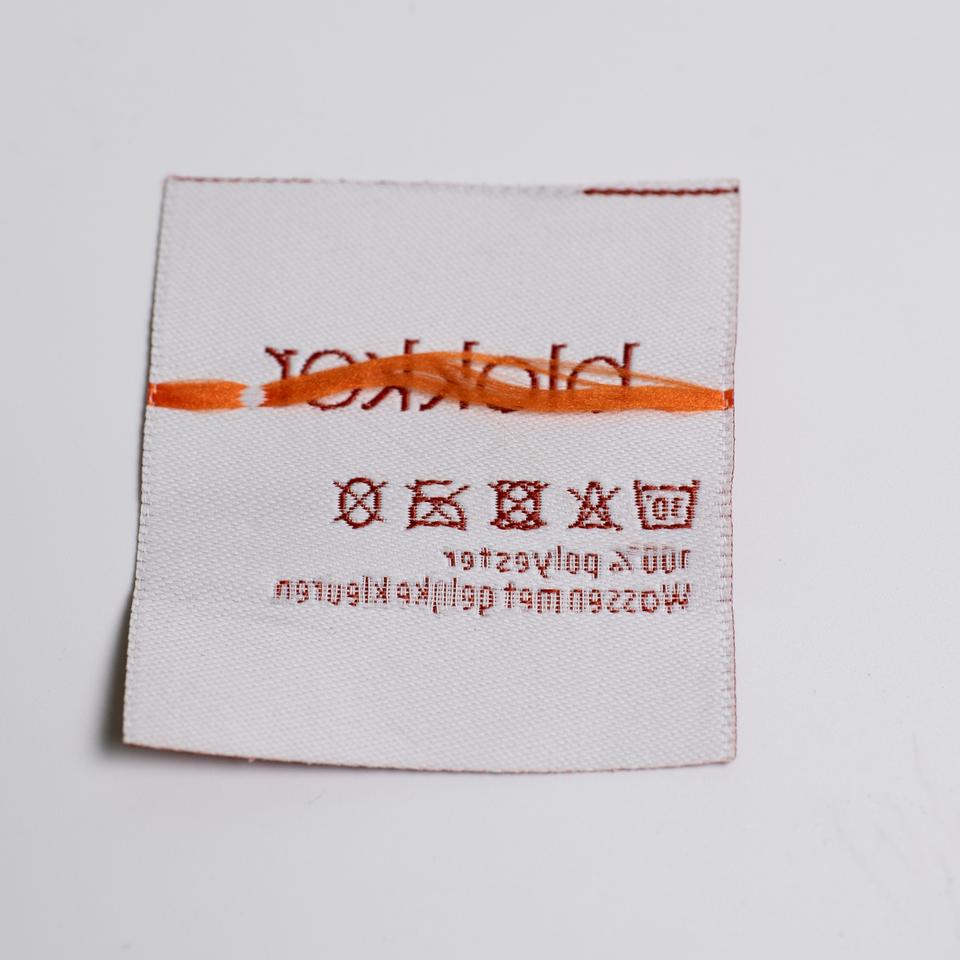 blokker
100% polyester
Wassen met gelijke kleuren